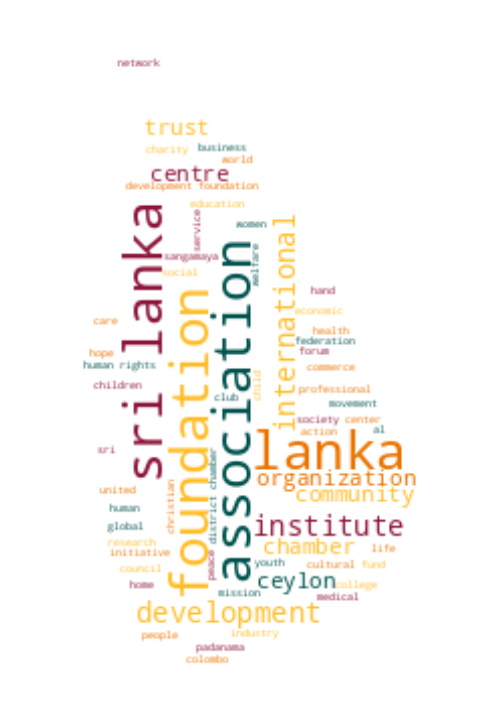 network
trust
charity
business
world
centre
development foundation
education
sri lanka
service
women
international
sangamaya
welfare
social
foundation
association
hand
economic
care
health
federation
hope
forum
human rights
commerce
children
child
professional
club
movement
society
center
action
al
lanka
sri
district chamber
organization
united
christian
community
human
institute
global
research
chamber
initiative
peace
life
council
youth
cultural
fund
home
ceylon
college
mission
medical
development
people
industry
padanama
colombo